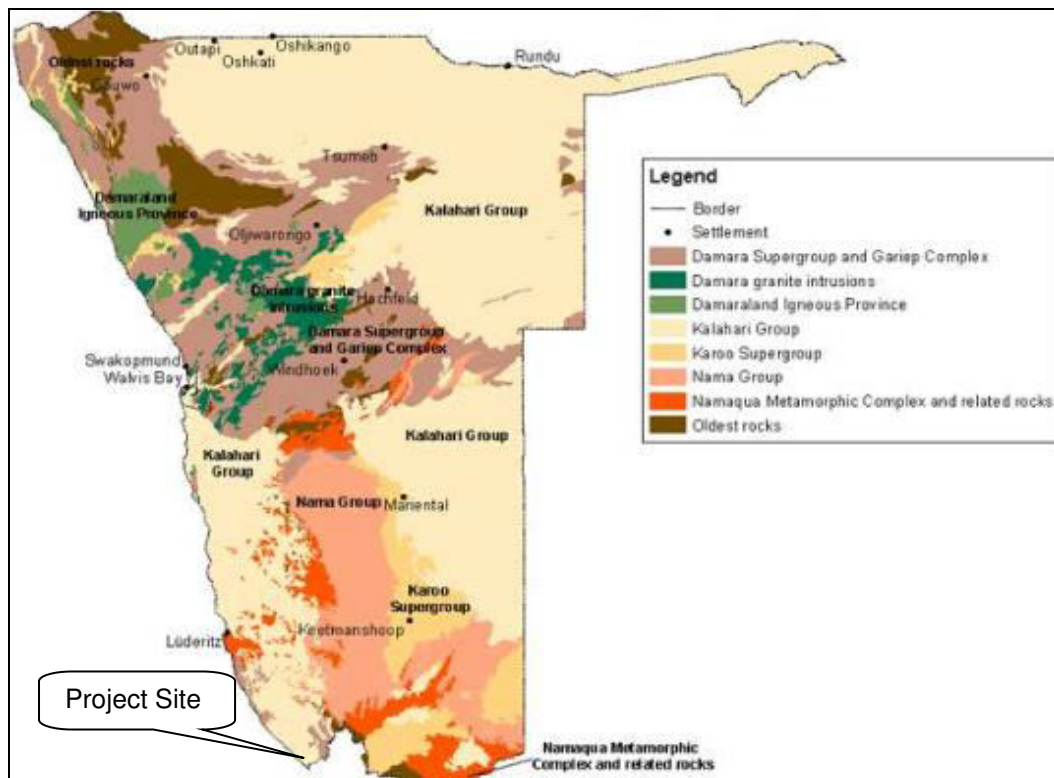 Outapi
Oshikango
Oshkati
Rundu
Oldest rocks
Opuwo
Tsumeb
Damaraland
Igneous Province
Kalahari Group
Otjiwarongo
Damara granite
intrusions
Hochfeld
Damara Supergroup
and Gariep Complex
Windhoek
Swakopmund
Walvis Bay
Kalahari Group
Kalahari
Group
Nama Group
Mariental
Karoo
Supergroup
Keetmanshoop
Lüderitz
Project Site
Namaqua Metamorphic
Complex and related rocks
Legend
Border
Settlement
Damara Supergroup and Gariep Complex
Damara granite intrusions
Damaraland Igneous Province
Kalahari Group
Karoo Supergroup
Nama Group
Namaqua Metamorphic Complex and related rocks
Oldest rocks